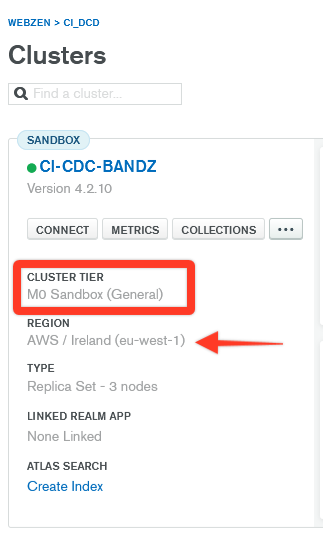 WEBZEN > CI_DCD
Clusters
Find a cluster...
SANDBOX
CI-CDC-BANDZ
Version 4.2.10
CONNECT METRICS COLLECTIONS ...
CLUSTER TIER
M0 Sandbox (General)
REGION
AWS / Ireland (eu-west-1)
TYPE
Replica Set - 3 nodes
LINKED REALM APP
None Linked
ATLAS SEARCH
Create Index